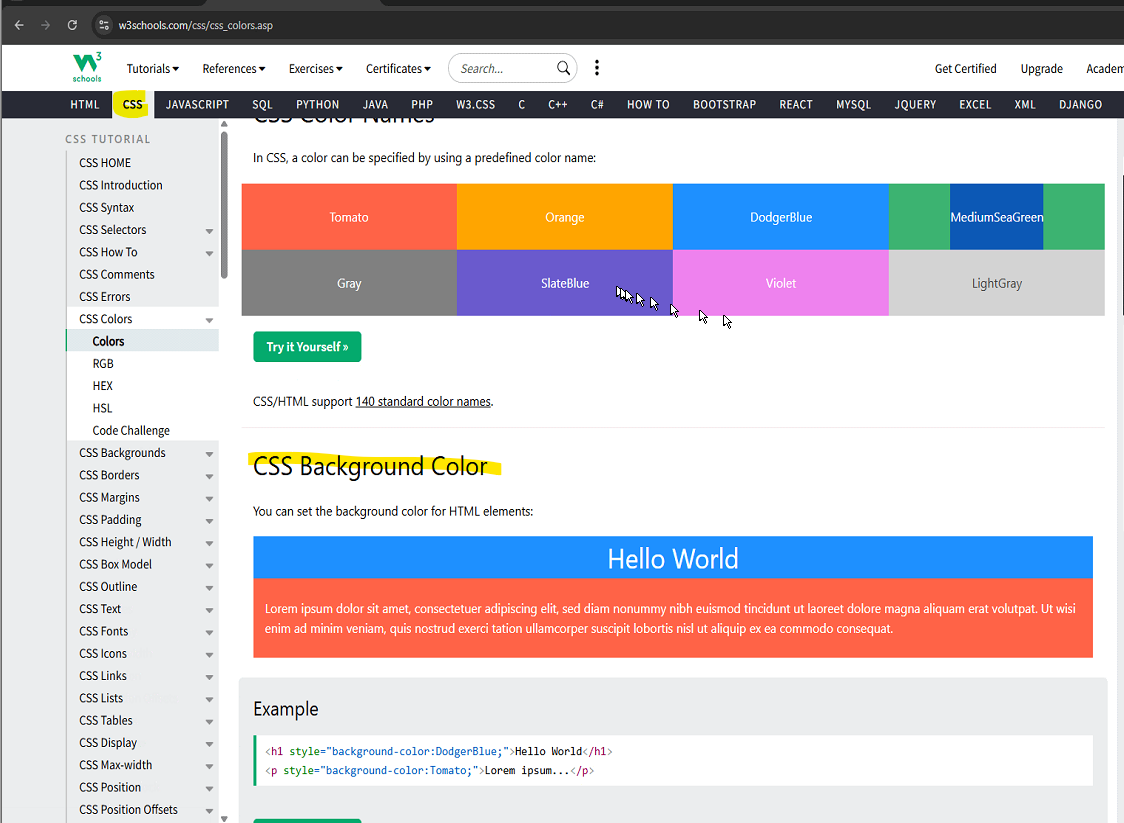 w3schools.com/css/css_colors.asp
W3 schools
Tutorials References Exercises Certificates Search... Get Certified Upgrade Academ
HTML CSS JAVASCRIPT SQL PYTHON JAVA PHP W3.CSS C C++ C# HOW TO BOOTSTRAP REACT MYSQL JQUERY EXCEL XML DJANGO
CSS TUTORIAL
CSS HOME
CSS Introduction
CSS Syntax
CSS Selectors
CSS How To
CSS Comments
CSS Errors
CSS Colors
Colors
RGB
HEX
HSL
Code Challenge
CSS Backgrounds
CSS Borders
CSS Margins
CSS Padding
CSS Height / Width
CSS Box Model
CSS Outline
CSS Text
CSS Fonts
CSS Icons
CSS Links
CSS Lists
CSS Tables
CSS Display
CSS Max-width
CSS Position
CSS Position Offsets
CSS Color Names
In CSS, a color can be specified by using a predefined color name:
Tomato Orange DodgerBlue MediumSeaGreen
Gray SlateBlue Violet LightGray
Try it Yourself »
CSS/HTML support 140 standard color names.
CSS Background Color
You can set the background color for HTML elements:
Hello World
Lorem ipsum dolor sit amet, consectetuer adipiscing elit, sed diam nonummy nibh euismod tincidunt ut laoreet dolore magna aliquam erat volutpat. Ut wisi
enim ad minim veniam, quis nostrud exerci tation ullamcorper suscipit lobortis nisl ut aliquip ex ea commodo consequat.
Example
<h1 style="background-color:DodgerBlue;">Hello World</h1>
<p style="background-color:Tomato;">Lorem ipsum...</p>